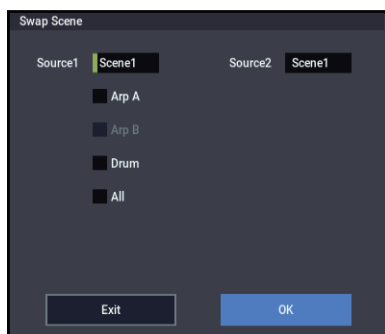 Swap Scene
Source1 Scene1 Source2 Scene1
Arp A
Arp B
Drum
All
Exit OK